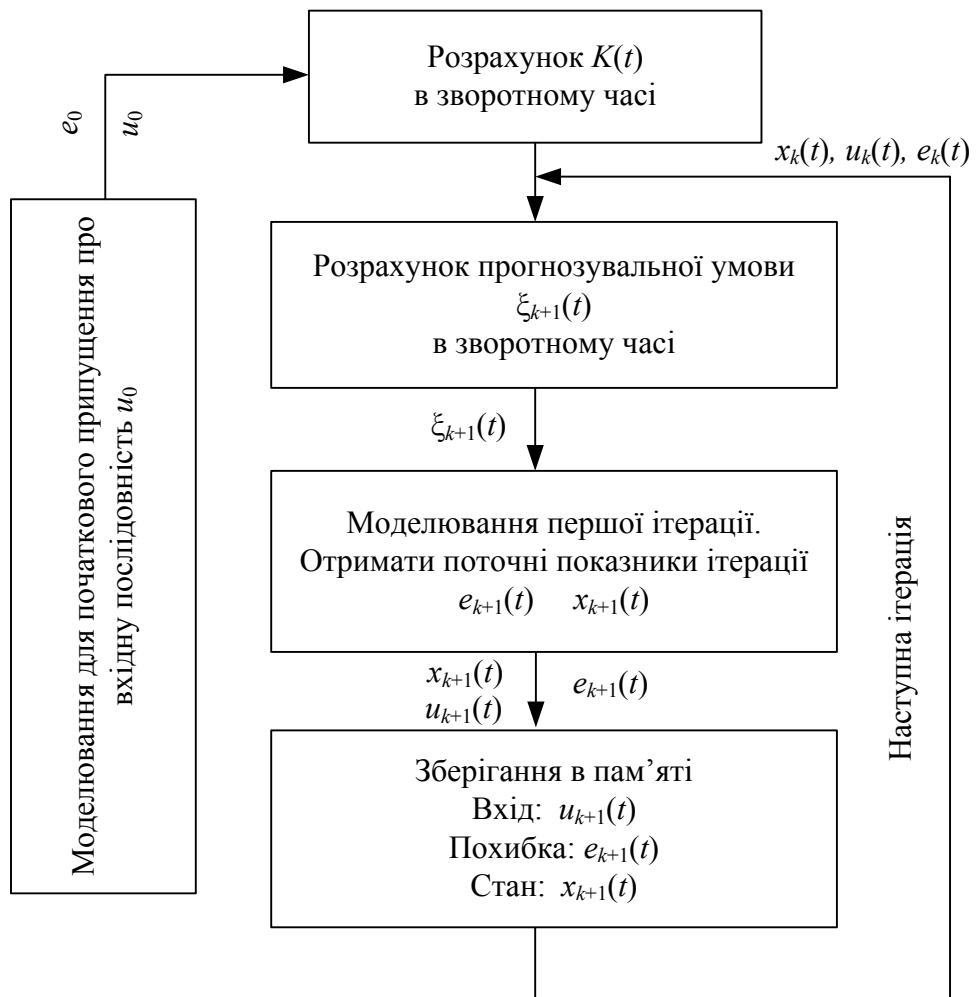 Розрахунок K(t)
в зворотному часі
e₀
u₀
xₖ(t), uₖ(t), eₖ(t)
Моделювання для початкового припущення про
вхідну послідовність u₀
Розрахунок прогнозувальної умови
ξₖ₊₁(t)
в зворотному часі
ξₖ₊₁(t)
Моделювання першої ітерації.
Отримати поточні показники ітерації
eₖ₊₁(t) xₖ₊₁(t)
xₖ₊₁(t)
uₖ₊₁(t)
eₖ₊₁(t)
Наступна ітерація
Зберігання в пам’яті
Вхід: uₖ₊₁(t)
Похибка: eₖ₊₁(t)
Стан: xₖ₊₁(t)